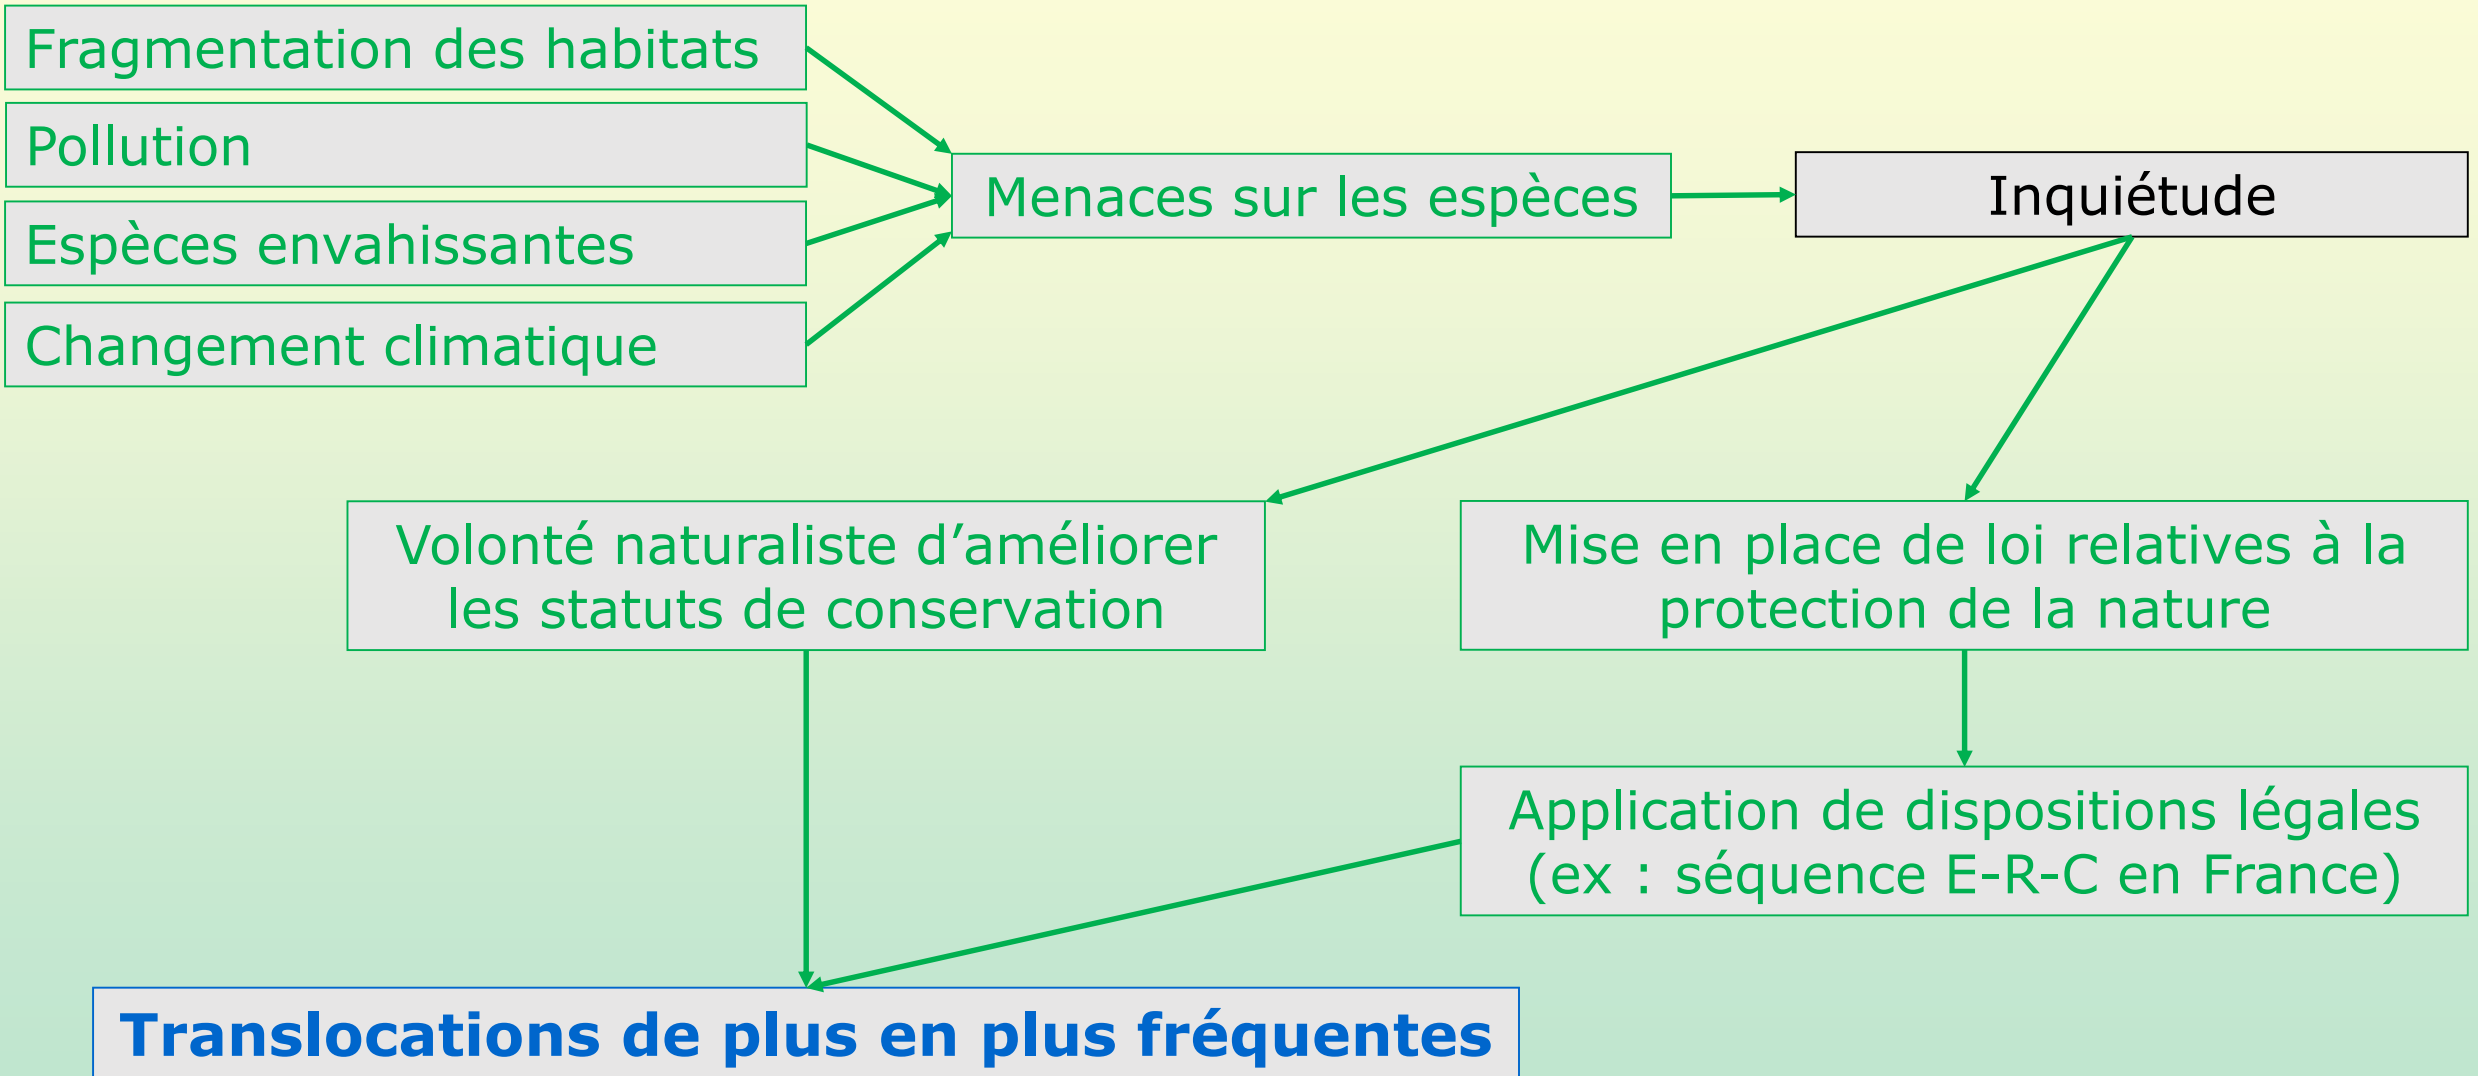 Fragmentation des habitats
Pollution
Espèces envahissantes
Changement climatique
Menaces sur les espèces
Inquiétude
Volonté naturaliste d’améliorer
les statuts de conservation
Mise en place de loi relatives à la
protection de la nature
Application de dispositions légales
(ex : séquence E-R-C en France)
Translocations de plus en plus fréquentes